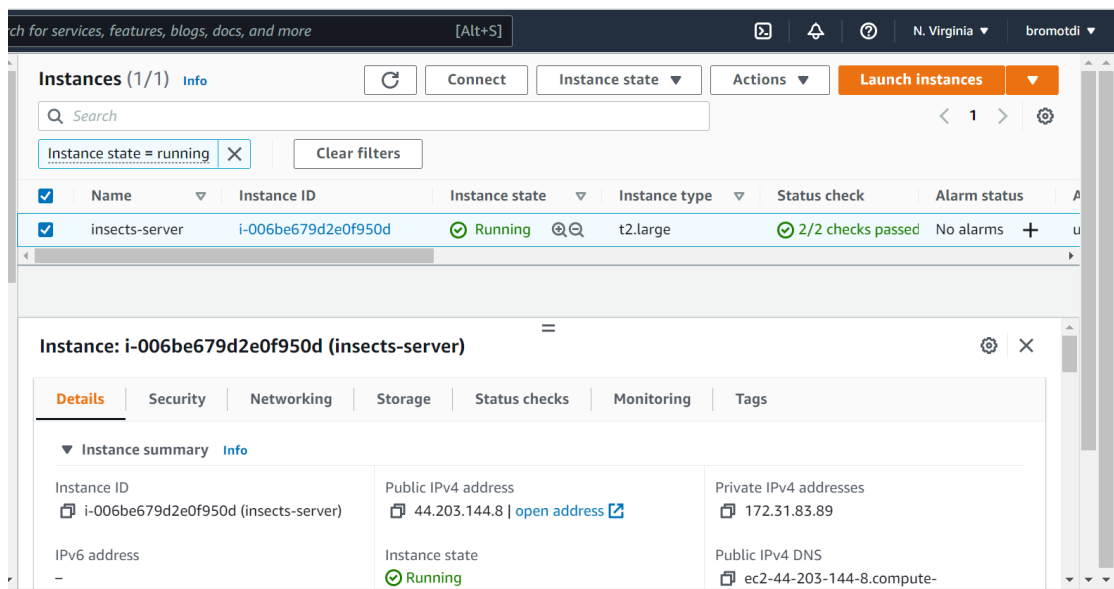 ch for services, features, blogs, docs, and more [Alt+S] N. Virginia ▼ bromotdi ▼
Instances (1/1) Info Connect Instance state ▼ Actions ▼ Launch instances ▼
Search 1
Instance state = running Clear filters
Name Instance ID Instance state Instance type Status check Alarm status A
insects-server i-006be679d2e0f950d Running t2.large 2/2 checks passed No alarms + u
Instance: i-006be679d2e0f950d (insects-server)
Details Security Networking Storage Status checks Monitoring Tags
▼ Instance summary Info
Instance ID Public IPv4 address Private IPv4 addresses
i-006be679d2e0f950d (insects-server) 44.203.144.8 | open address 172.31.83.89
IPv6 address Instance state Public IPv4 DNS
– Running ec2-44-203-144-8.compute-